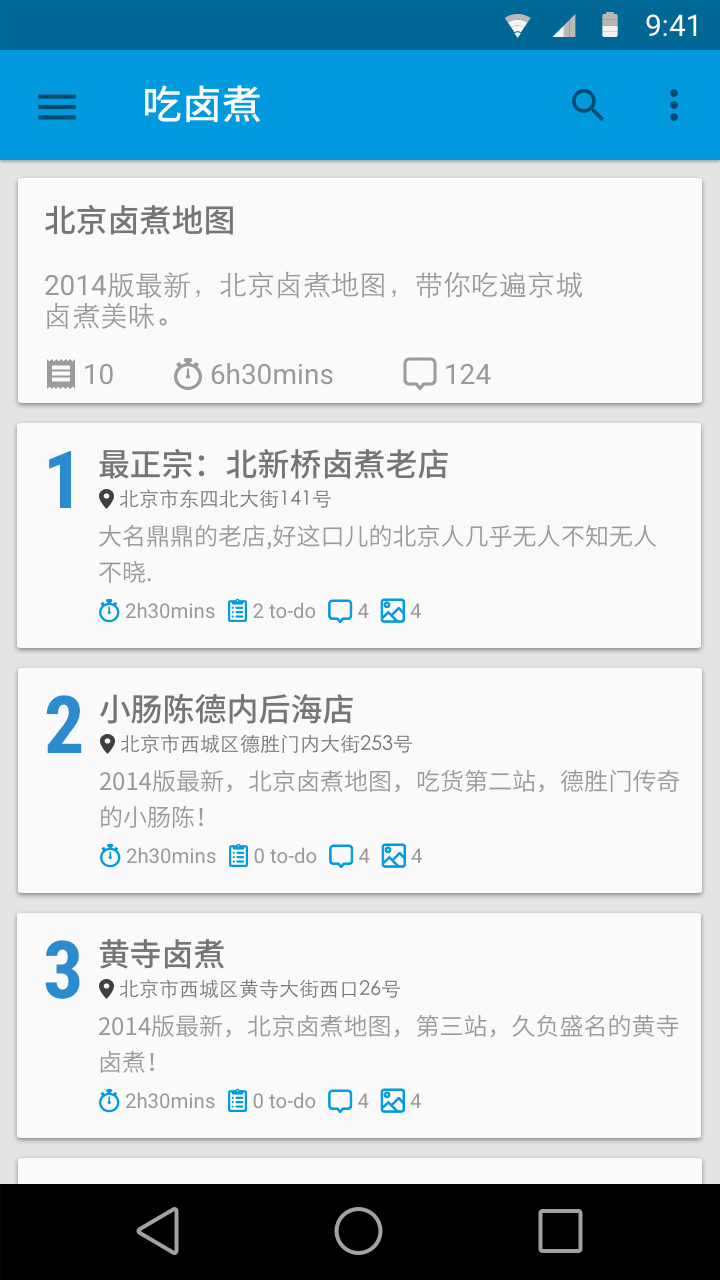 9:41
吃卤煮
北京卤煮地图
2014版最新，北京卤煮地图，带你吃遍京城
卤煮美味。
10 6h30mins 124
1 最正宗：北新桥卤煮老店
北京市东四北大街141号
大名鼎鼎的老店,好这口儿的北京人几乎无人不知无人
不晓.
2h30mins 2 to-do 4 4
2 小肠陈德内后海店
北京市西城区德胜门内大街253号
2014版最新，北京卤煮地图，吃货第二站，德胜门传奇
的小肠陈！
2h30mins 0 to-do 4 4
3 黄寺卤煮
北京市西城区黄寺大街西口26号
2014版最新，北京卤煮地图，第三站，久负盛名的黄寺
卤煮！
2h30mins 0 to-do 4 4